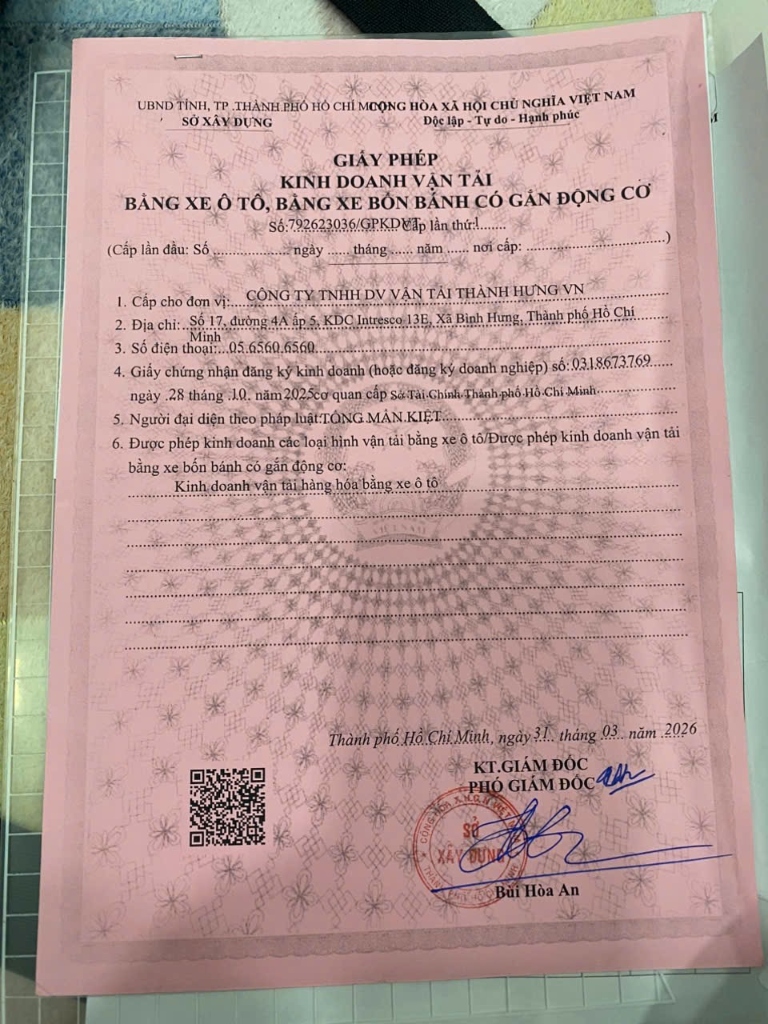 UBND TỈNH, TP .THÀNH PHỐ HỒ CHÍ MINH
CỘNG HÒA XÃ HỘI CHỦ NGHĨA VIỆT NAM
SỞ XÂY DỰNG
Độc lập - Tự do - Hạnh phúc
GIẤY PHÉP
KINH DOANH VẬN TẢI
BẰNG XE Ô TÔ, BẰNG XE BỐN BÁNH CÓ GẮN ĐỘNG CƠ
Số:792623036/GPKDVT Cấp lần thứ:1........
(Cấp lần đầu: Số .................... ngày ...... tháng ...... năm ...... nơi cấp: ....................................)
1. Cấp cho đơn vị:....CÔNG TY TNHH DV VẬN TẢI THÀNH HƯNG VN
2. Địa chỉ:..Số 17, đường 4A ấp 5, KDC Intresco 13E, Xã Bình Hưng, Thành phố Hồ Chí
Minh
3. Số điện thoại:...05.6560.6560
4. Giấy chứng nhận đăng ký kinh doanh (hoặc đăng ký doanh nghiệp) số:0318673769
ngày .28 tháng .10. năm 2025cơ quan cấp Sở Tài Chính Thành phố Hồ Chí Minh
5. Người đại diện theo pháp luật:TÔNG MÀN KIỆT
6. Được phép kinh doanh các loại hình vận tải bằng xe ô tô/Được phép kinh doanh vận tải
bằng xe bốn bánh có gắn động cơ:
Kinh doanh vận tải hàng hóa bằng xe ô tô
VIỆT NAM
Thành phố Hồ Chí Minh, ngày 31. tháng 03. năm 2026
KT.GIÁM ĐỐC
PHÓ GIÁM ĐỐC
SỞ
XÂY DỰNG
Bùi Hòa An